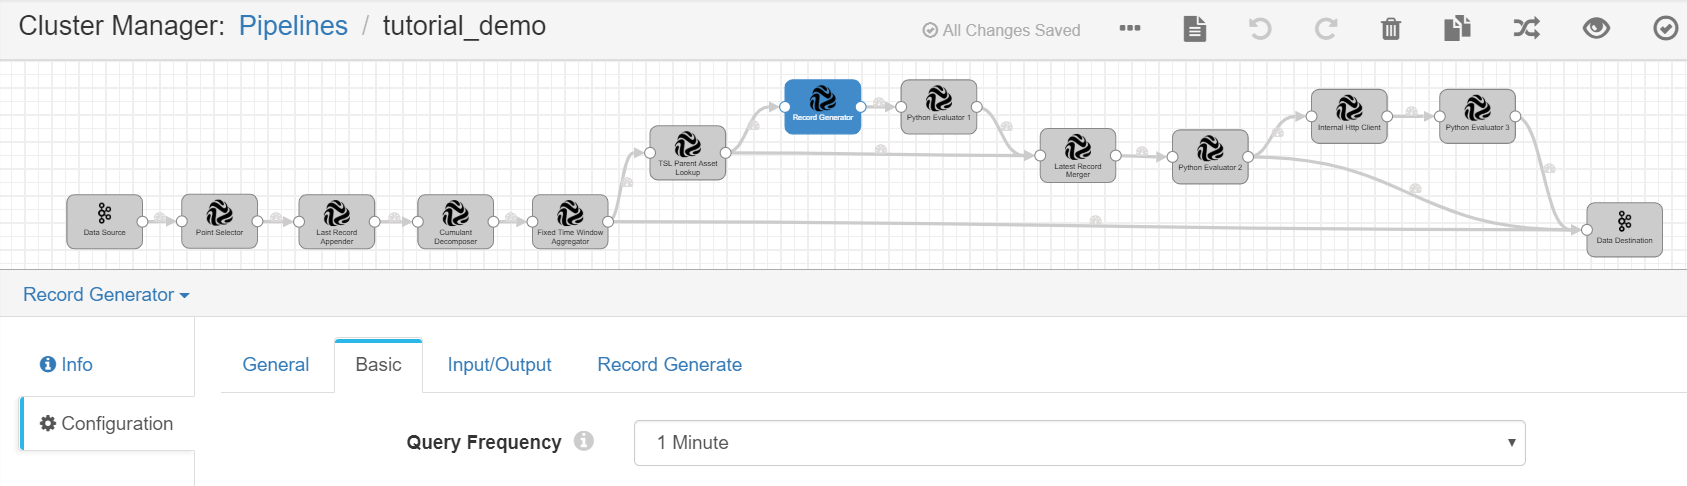 Cluster Manager: Pipelines / tutorial_demo
All Changes Saved
Record Generator
Python Evaluator 1
Internal Http Client
Python Evaluator 3
TSL Parent Asset
Lookup
Latest Record
Merger
Python Evaluator 2
Data Source
Point Selector
Last Record
Appender
Cumulant
Decomposer
Fixed Time Window
Aggregator
Data Destination
Record Generator
Info
Configuration
General
Basic
Input/Output
Record Generate
Query Frequency
1 Minute